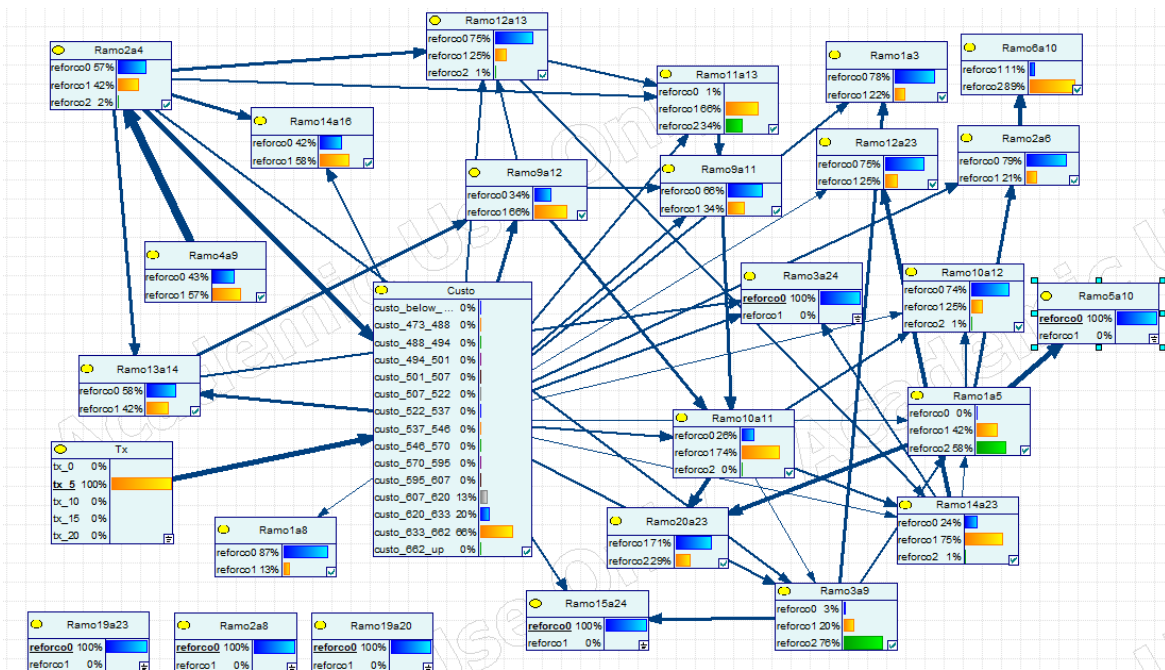 Ramo2a4
reforco0 57%
reforco1 42%
reforco2 2%
Ramo12a13
reforco0 75%
reforco1 25%
reforco2 1%
Ramo14a16
reforco0 42%
reforco1 58%
Ramo11a13
reforco0 1%
reforco1 66%
reforco2 34%
Ramo1a3
reforco0 78%
reforco1 22%
Ramo6a10
reforco1 11%
reforco2 89%
Ramo9a12
reforco0 34%
reforco1 66%
Ramo9a11
reforco0 66%
reforco1 34%
Ramo12a23
reforco0 75%
reforco1 25%
Ramo2a6
reforco0 79%
reforco1 21%
Ramo4a9
reforco0 43%
reforco1 57%
Custo
custo_below_... 0%
custo_473_488 0%
custo_488_494 0%
custo_494_501 0%
custo_501_507 0%
custo_507_522 0%
custo_522_537 0%
custo_537_546 0%
custo_546_570 0%
custo_570_595 0%
custo_595_607 0%
custo_607_620 13%
custo_620_633 20%
custo_633_662 66%
custo_662_up 0%
Ramo3a24
reforco0 100%
reforco1 0%
Ramo10a12
reforco0 74%
reforco1 25%
reforco2 1%
Ramo5a10
reforco0 100%
reforco1 0%
Ramo13a14
reforco0 58%
reforco1 42%
Ramo10a11
reforco0 26%
reforco1 74%
reforco2 0%
Ramo1a5
reforco0 0%
reforco1 42%
reforco2 58%
Tx
tx_0 0%
tx_5 100%
tx_10 0%
tx_15 0%
tx_20 0%
Ramo1a8
reforco0 87%
reforco1 13%
Ramo20a23
reforco1 71%
reforco2 29%
Ramo14a23
reforco0 24%
reforco1 75%
reforco2 1%
Ramo15a24
reforco0 100%
reforco1 0%
Ramo3a9
reforco0 3%
reforco1 20%
reforco2 76%
Ramo19a23
reforco0 100%
reforco1 0%
Ramo2a8
reforco0 100%
reforco1 0%
Ramo19a20
reforco0 100%
reforco1 0%
Academic Use On
Academic U